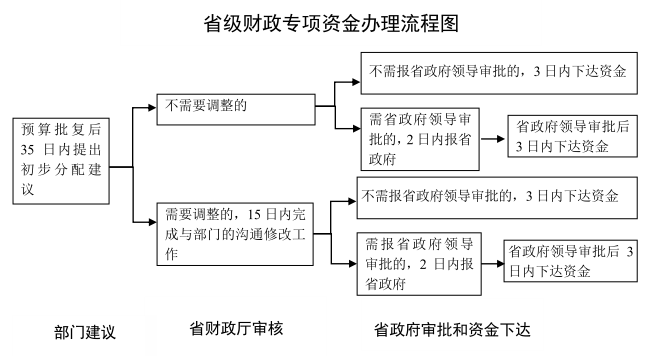 省级财政专项资金办理流程图
预算批复后
35 日内提出
初步分配建
议
不需要调整的
不需报省政府领导审批的，3 日内下达资金
需省政府领导审
批的，2 日内报省
政府
省政府领导审批后
3 日内下达资金
需要调整的，15 日内完
成与部门的沟通修改工
作
不需报省政府领导审批的，3 日内下达资金
需报省政府领导
审批的，2 日内报
省政府
省政府领导审批后 3
日内下达资金
部门建议
省财政厅审核
省政府审批和资金下达